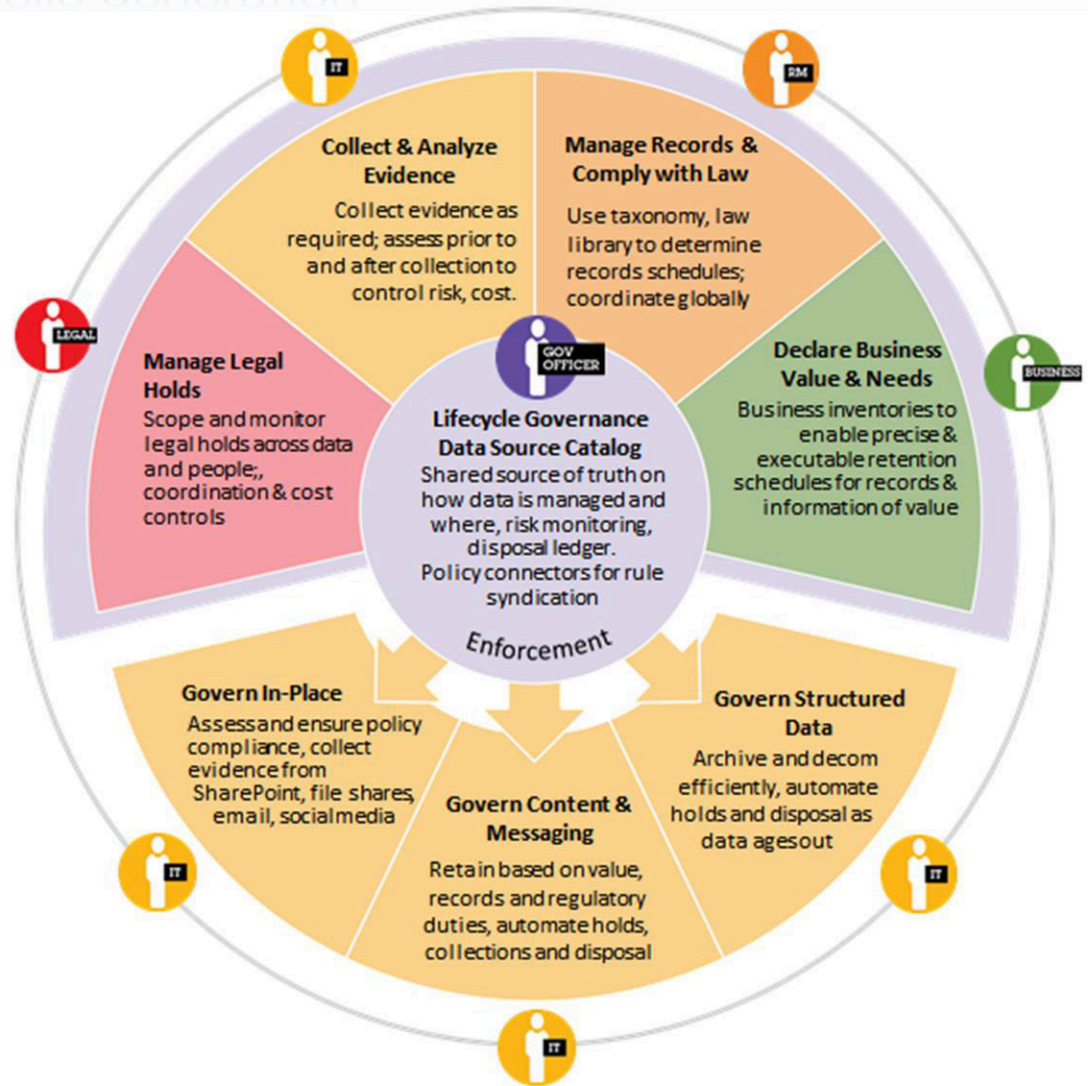 IT
RM
Collect & Analyze
Evidence
Collect evidence as
required; assess prior to
and after collection to
control risk, cost.
Manage Records &
Comply with Law
Use taxonomy, law
library to determine
records schedules;
coordinate globally
LEGAL
Manage Legal
Holds
Scope and monitor
legal holds across data
and people;,
coordination & cost
controls
GOV
OFFICER
Lifecycle Governance
Data Source Catalog
Shared source of truth on
how data is managed and
where, risk monitoring,
disposal ledger.
Policy connectors for rule
syndication
Enforcement
BUSINESS
Declare Business
Value & Needs
Business inventories to
enable precise &
executable retention
schedules for records &
information of value
Govern In-Place
Assess and ensure policy
compliance, collect
evidence from
SharePoint, file shares,
email, social media
IT
Govern Content &
Messaging
Retain based on value,
records and regulatory
duties, automate holds,
collections and disposal
IT
Govern Structured
Data
Archive and decom
efficiently, automate
holds and disposal as
data ages out
IT